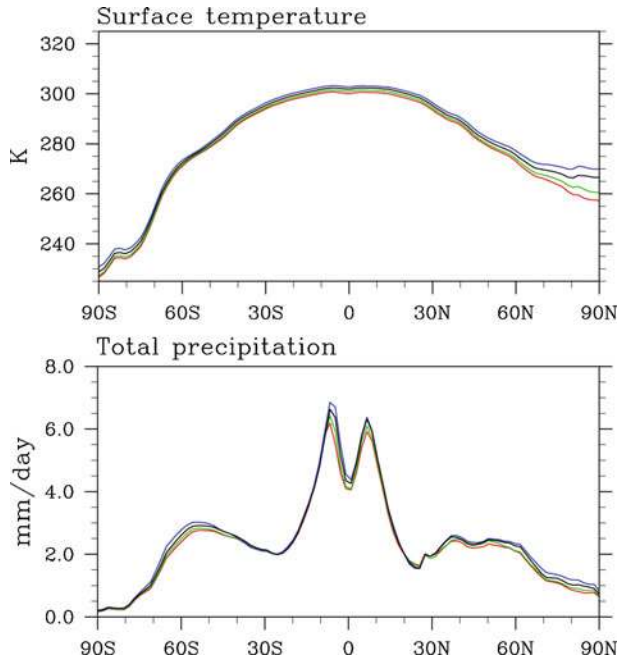 Surface temperature
320
300
280
260
240
K
90S 60S 30S 0 30N 60N 90N
Total precipitation
8.0
6.0
4.0
2.0
0.0
mm/day
90S 60S 30S 0 30N 60N 90N